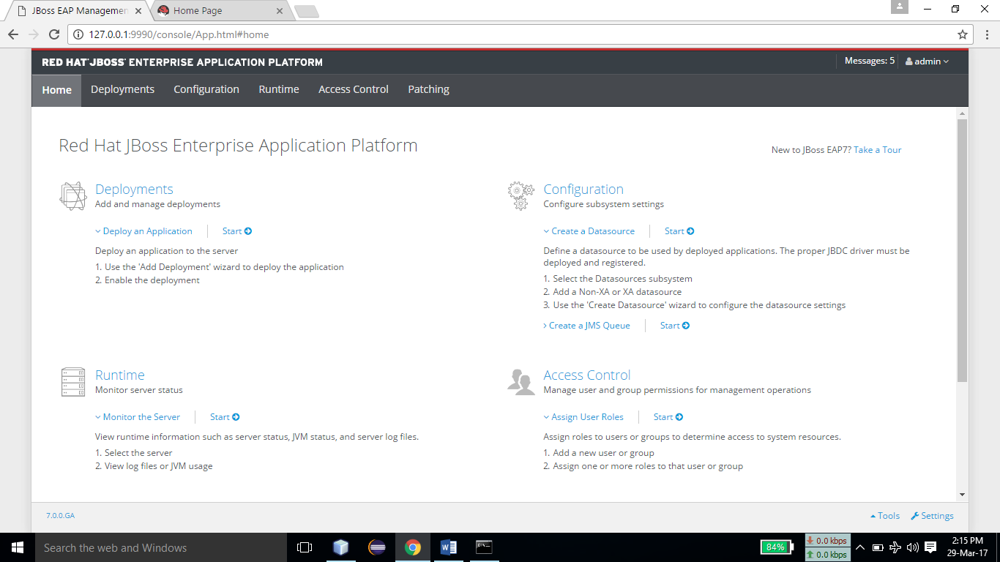 JBoss EAP Managemen
Home Page
127.0.0.1:9990/console/App.html#home
RED HAT JBOSS ENTERPRISE APPLICATION PLATFORM
Messages: 5
admin
Home
Deployments
Configuration
Runtime
Access Control
Patching
Red Hat JBoss Enterprise Application Platform
New to JBoss EAP7? Take a Tour
Deployments
Add and manage deployments
Deploy an Application
Start
Deploy an application to the server
1. Use the 'Add Deployment' wizard to deploy the application
2. Enable the deployment
Configuration
Configure subsystem settings
Create a Datasource
Start
Define a datasource to be used by deployed applications. The proper JBDC driver must be
deployed and registered.
1. Select the Datasources subsystem
2. Add a Non-XA or XA datasource
3. Use the 'Create Datasource' wizard to configure the datasource settings
Create a JMS Queue
Start
Runtime
Monitor server status
Monitor the Server
Start
View runtime information such as server status, JVM status, and server log files.
1. Select the server
2. View log files or JVM usage
Access Control
Manage user and group permissions for management operations
Assign User Roles
Start
Assign roles to users or groups to determine access to system resources.
1. Add a new user or group
2. Assign one or more roles to that user or group
7.0.0.GA
Tools
Settings
Search the web and Windows
84%
0.0 kbps
0.0 kbps
2:15 PM
29-Mar-17